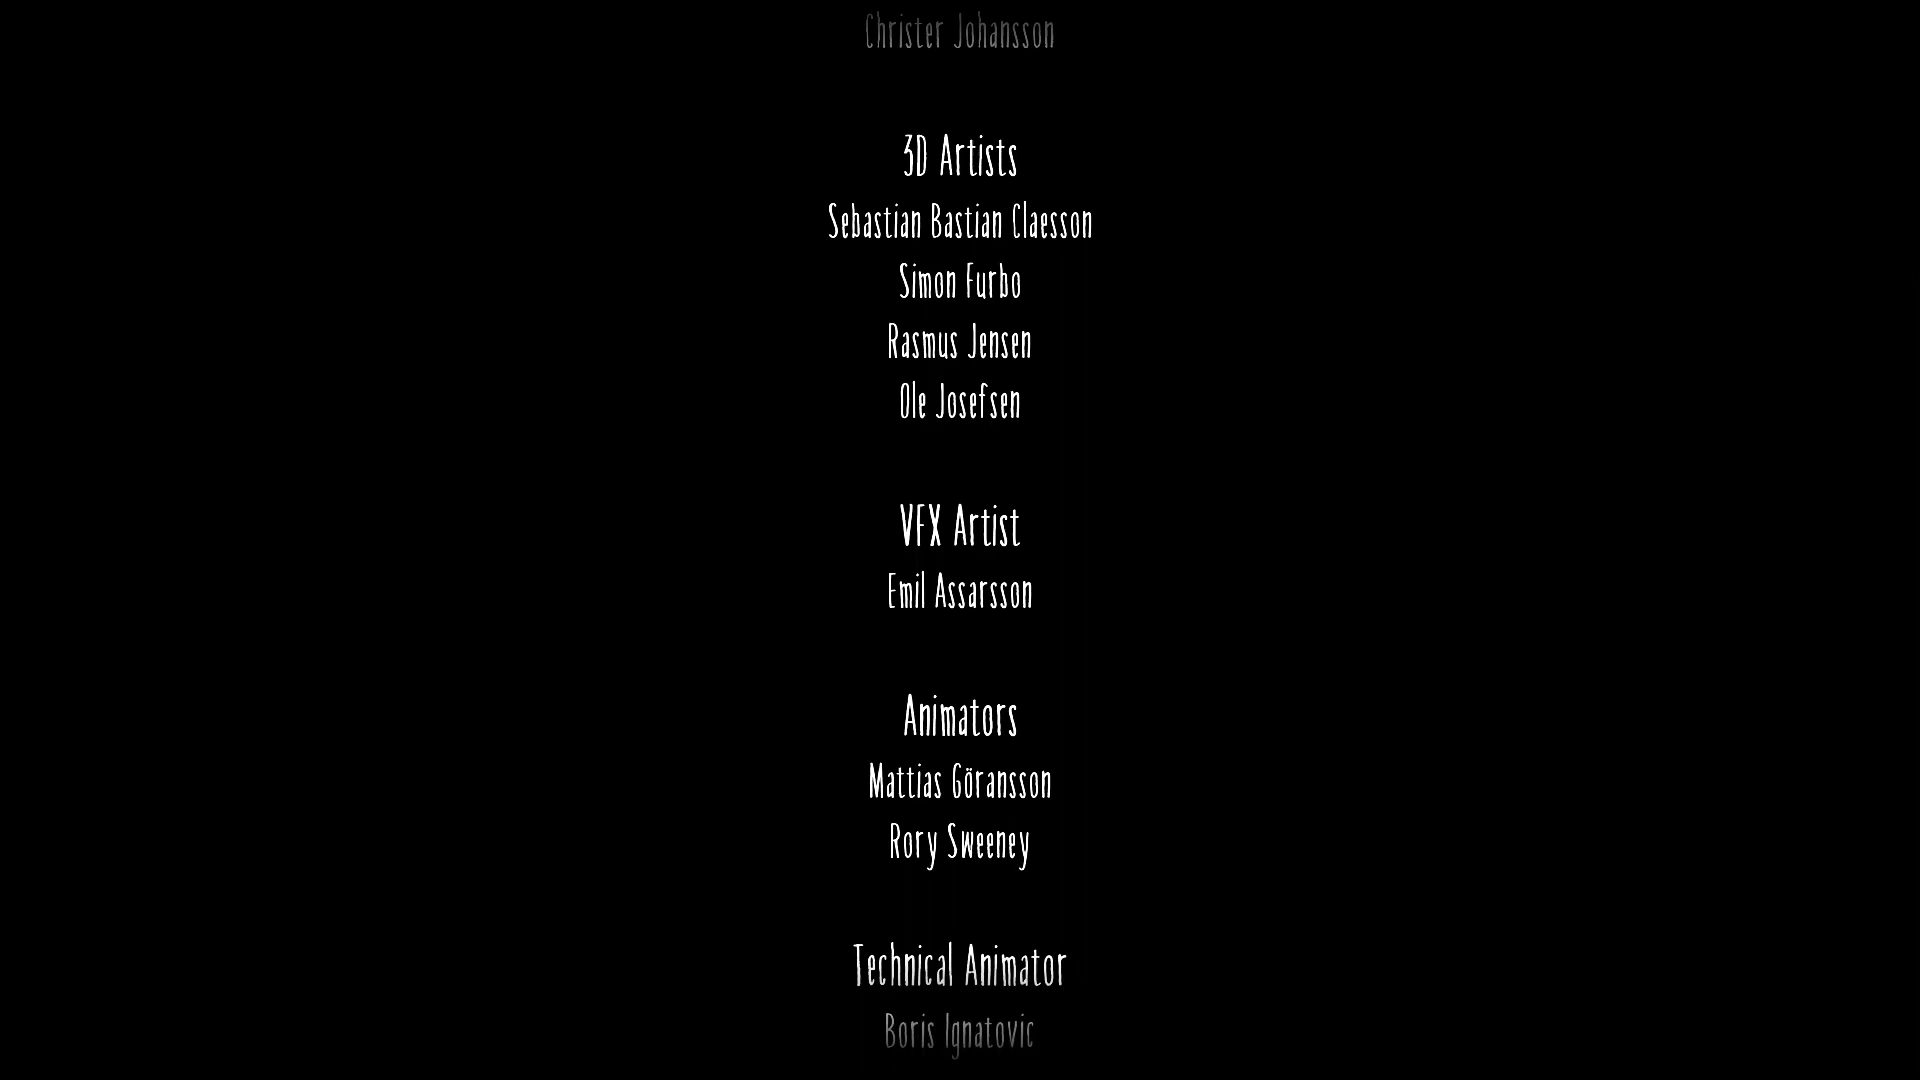 Christer Johansson
3D Artists
Sebastian Bastian Claesson
Simon Furbo
Rasmus Jensen
Ole Josefsen
VFX Artist
Emil Assarsson
Animators
Mattias Göransson
Rory Sweeney
Technical Animator
Boris Ignatovic